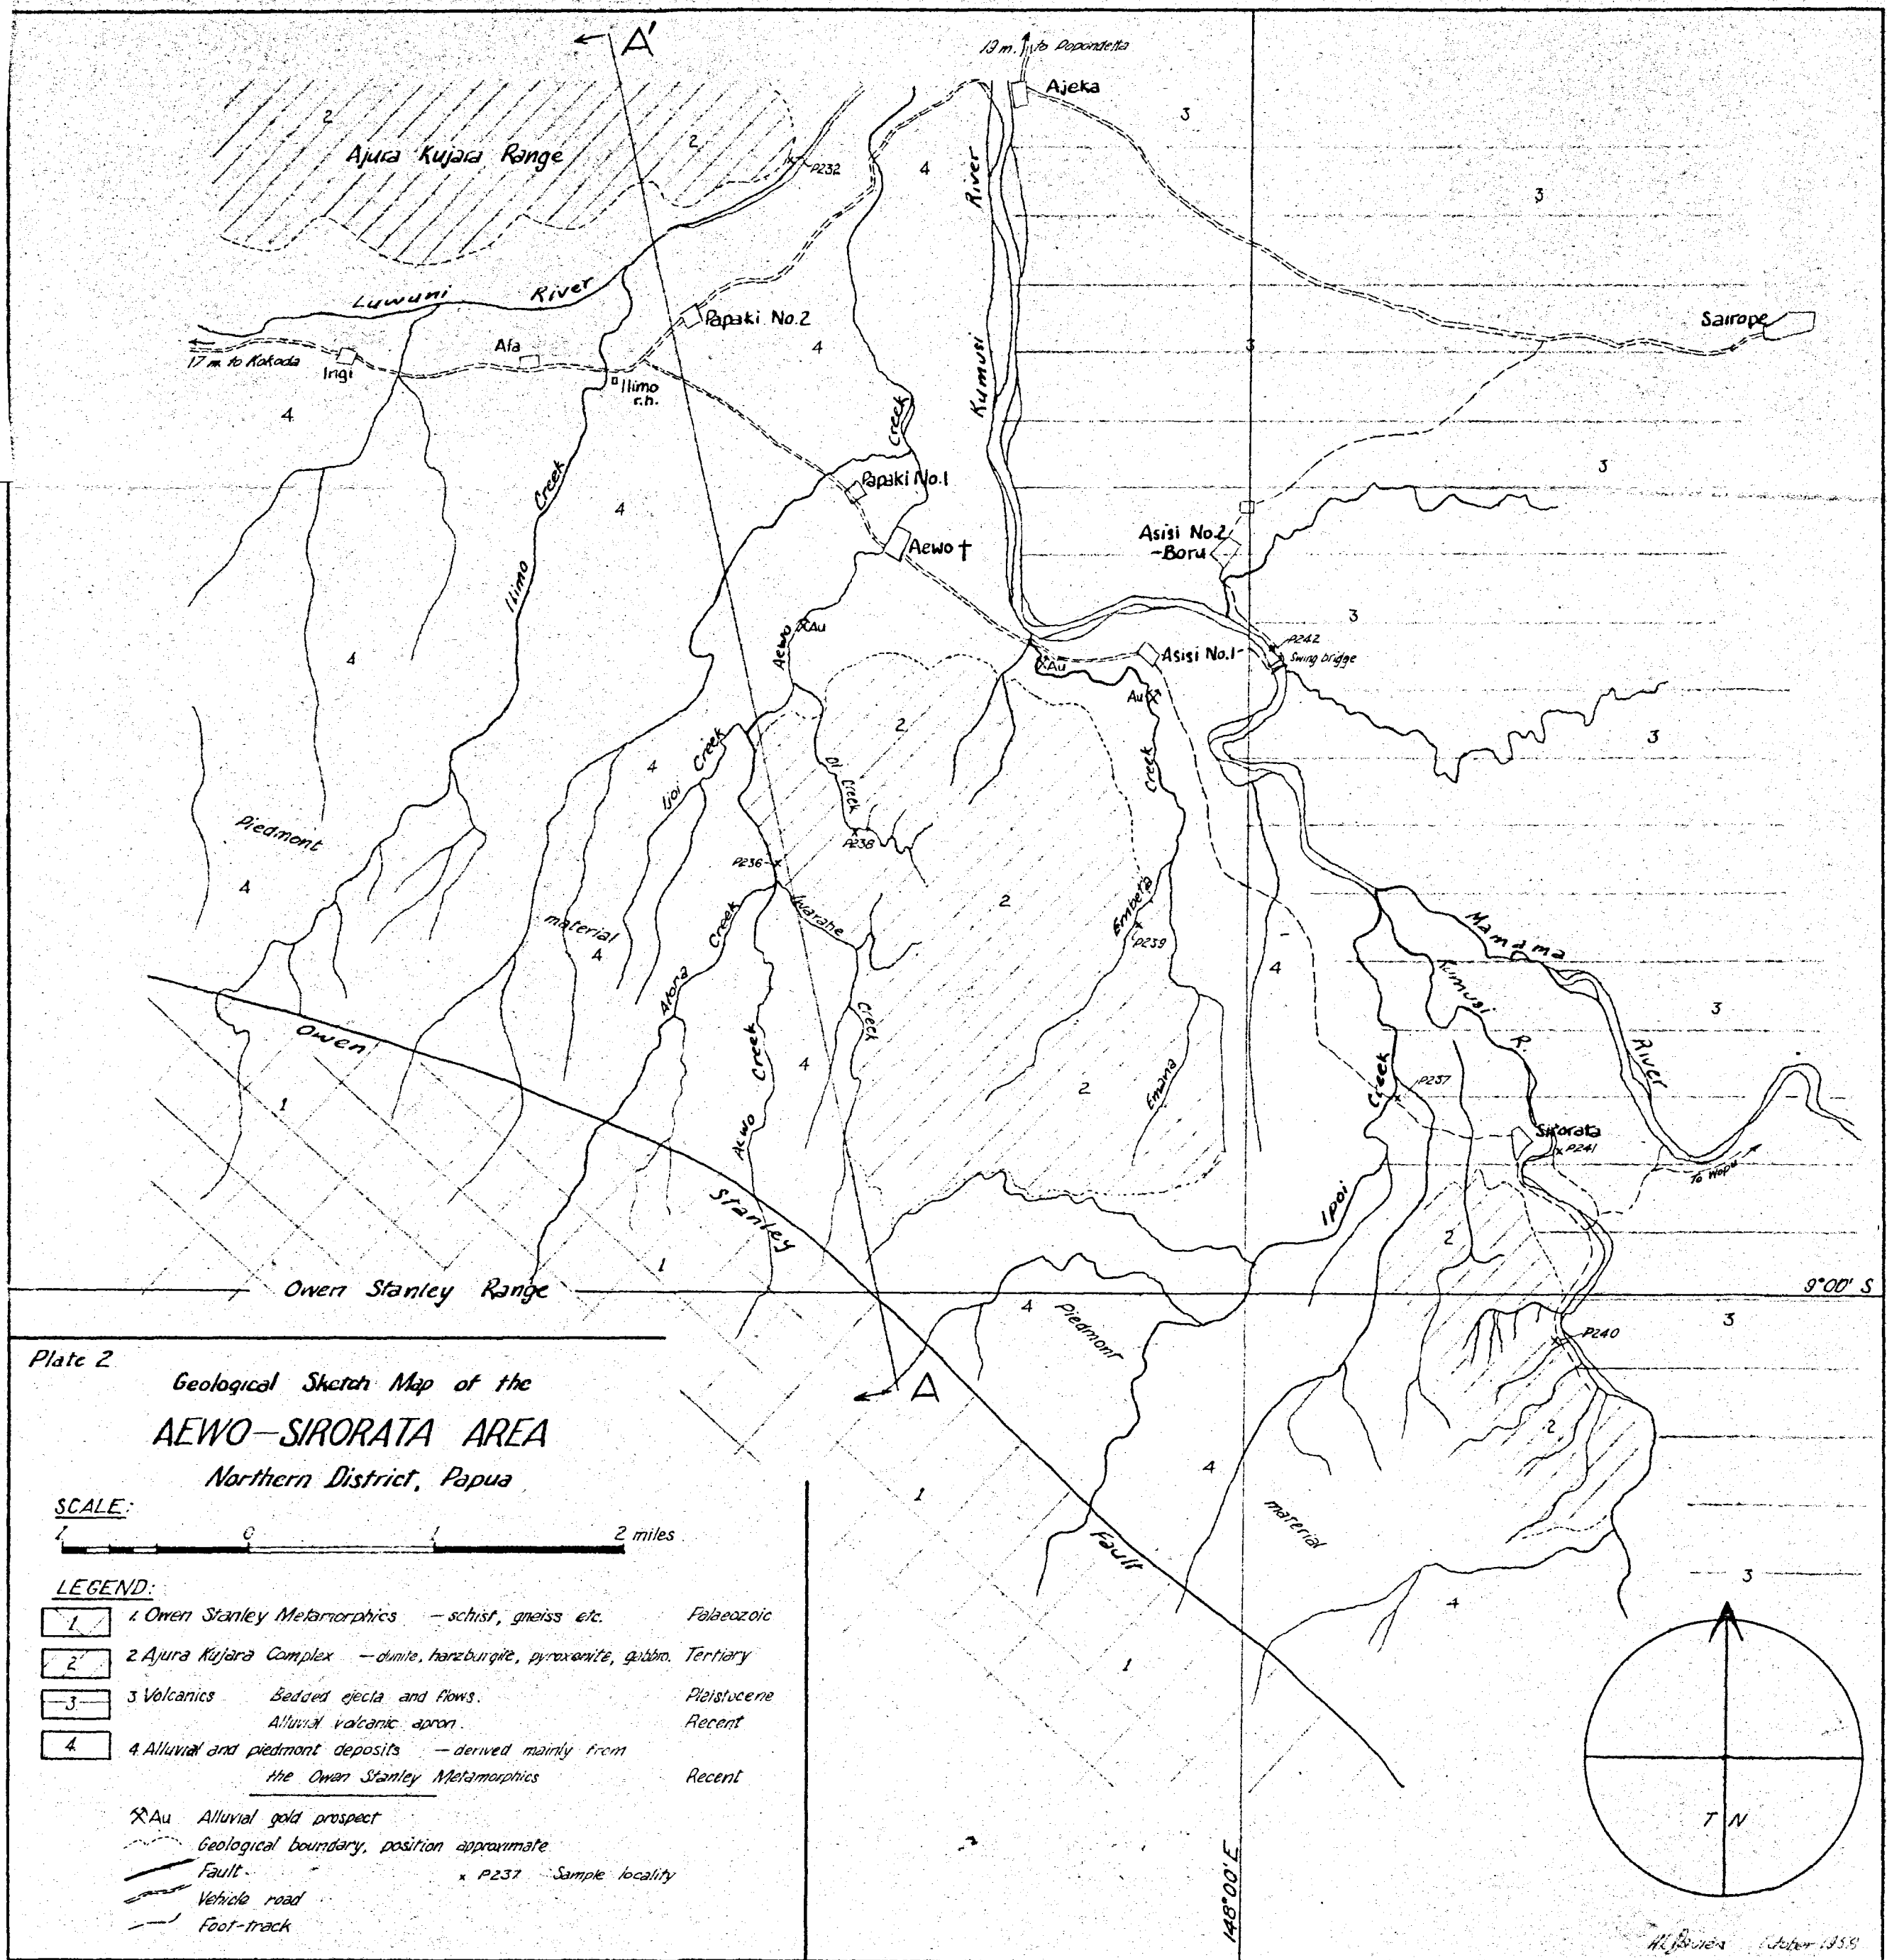 A'
19 m. to Popondetta
Ajeka
3
2
Ajura Kujara Range
2
P232
4
River
3
Luwuni River
Papaki No.2
Sairope
17 m. to Kokoda
Irigi
Afa
Ilimo
r.h.
4
3
4
Kumusi
Creek
3
Creek
Papaki No.1
4
Asisi No.2
-Boru
Aewo †
Ilimo
3
Aewo
Au
P242
Swing bridge
Asisi No.1
Au
4
Au
2
3
Creek
4
Creek
Ioi
Oi Creek
Piedmont
P238
P236
4
Iwarahe
Embera
2
Mamama
material
4
Creek
P239
4
Kumusi
3
Afora
Owen
Creek
R.
River
Creek
4
2
Emana
Creek
P237
1
Aewo
Sirorata
P241
To Wopu
Stanley
Ipoi
2
1
Owen Stanley Range
9°00' S
4
Piedmont
3
P240
A
2
4
1
material
Fault
3
4
1
148°00'E
T N
Plate 2
Geological Sketch Map of the
AEWO–SIRORATA AREA
Northern District, Papua
SCALE:
1 0 1 2 miles
LEGEND:
1 1. Owen Stanley Metamorphics — schist, gneiss etc. Palaeozoic
2 2 Ajura Kujara Complex — dunite, harzburgite, pyroxenite, gabbro. Tertiary
3 3 Volcanics Bedded ejecta and flows. Pleistocene
Alluvial volcanic apron. Recent
4 4 Alluvial and piedmont deposits — derived mainly from
the Owen Stanley Metamorphics Recent
Au Alluvial gold prospect
Geological boundary, position approximate
Fault.
x P237 Sample locality
Vehicle road
Foot-track
October 1958